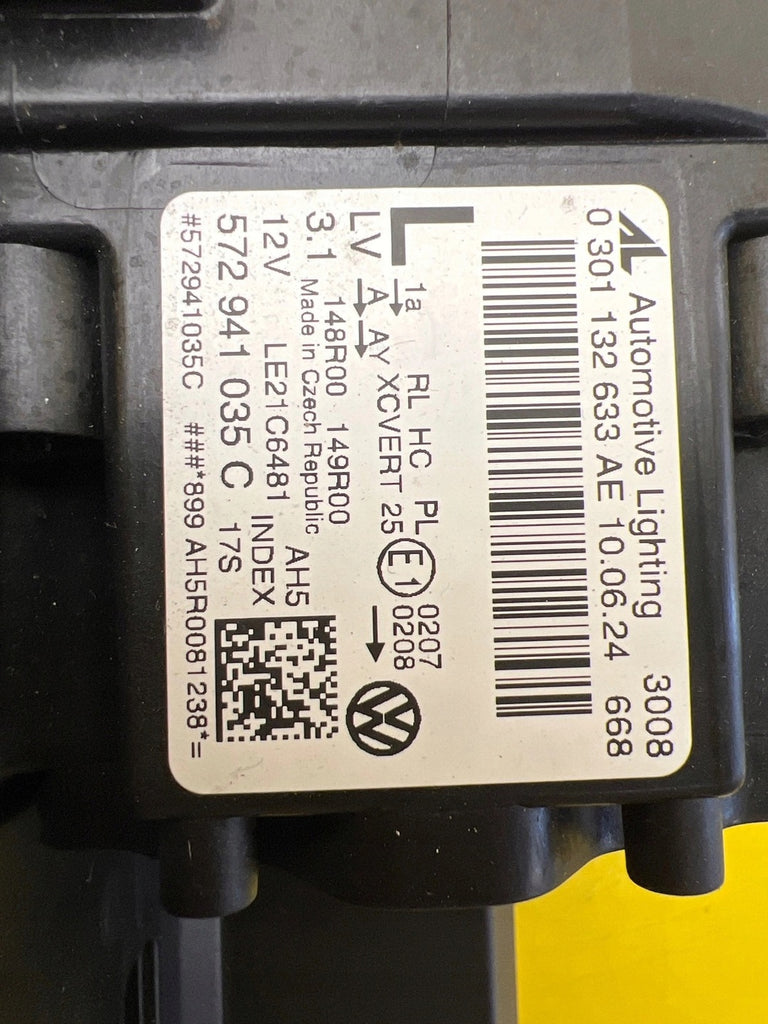 AL Automotive Lighting 3008
0 301 132 633 AE 10.06.24 668
L 1a RL HC PL 0207
LV A AY XCVERT 25 E1 0208
3.1 148R00 149R00
Made in Czech Republic AH5
12V LE21C6481 INDEX
572 941 035 C 17S
#572941035C ###*899 AH5R0081238*=
VW